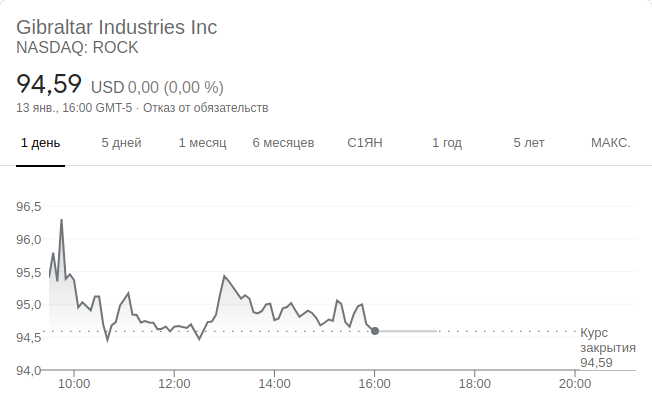 Gibraltar Industries Inc
NASDAQ: ROCK
94,59 USD 0,00 (0,00 %)
13 янв., 16:00 GMT-5 · Отказ от обязательств
1 день 5 дней 1 месяц 6 месяцев С1ЯН 1 год 5 лет МАКС.
96,5
96,0
95,5
95,0
94,5
94,0
Курс
закрытия
94,59
10:00 12:00 14:00 16:00 18:00 20:00